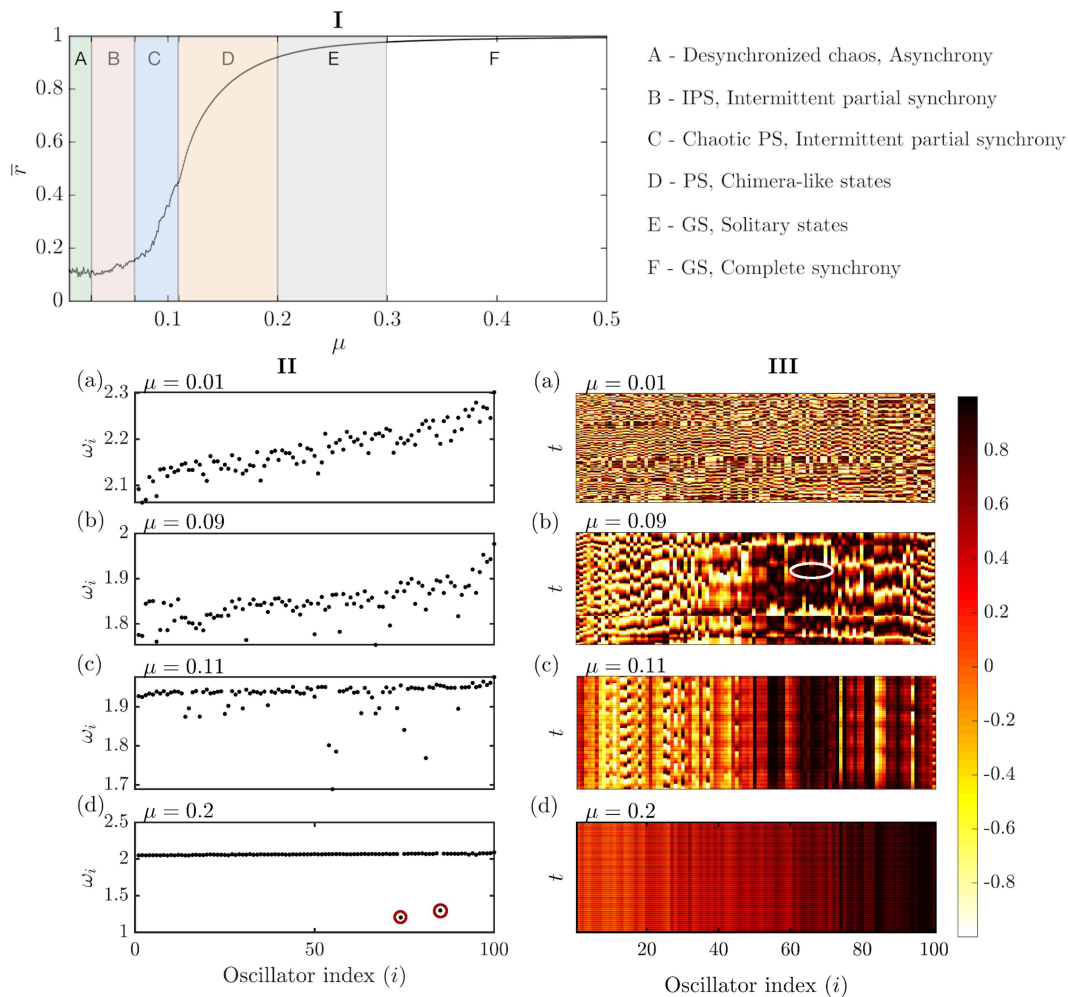 I
A
B
C
D
E
F
1
0.8
0.6
0.4
0.2
0
r̅
0.1
0.2
0.3
0.4
0.5
μ
A - Desynchronized chaos, Asynchrony
B - IPS, Intermittent partial synchrony
C - Chaotic PS, Intermittent partial synchrony
D - PS, Chimera-like states
E - GS, Solitary states
F - GS, Complete synchrony
II
(a) μ = 0.01
2.3
2.2
2.1
ω_i
(b) μ = 0.09
2
1.9
1.8
ω_i
(c) μ = 0.11
1.9
1.8
1.7
ω_i
(d) μ = 0.2
2.5
2
1.5
1
ω_i
0
50
100
Oscillator index (i)
III
(a) μ = 0.01
t
(b) μ = 0.09
t
(c) μ = 0.11
t
(d) μ = 0.2
t
20
40
60
80
100
Oscillator index (i)
0.8
0.6
0.4
0.2
0
-0.2
-0.4
-0.6
-0.8